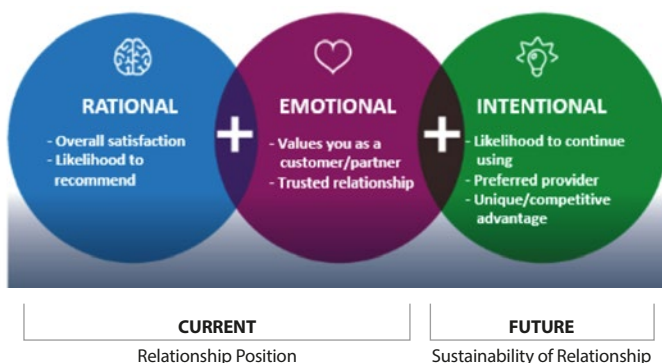 RATIONAL
- Overall satisfaction
- Likelihood to
recommend
+
EMOTIONAL
- Values you as a
customer/partner
- Trusted relationship
+
INTENTIONAL
- Likelihood to continue
using
- Preferred provider
- Unique/competitive
advantage
CURRENT
Relationship Position
FUTURE
Sustainability of Relationship